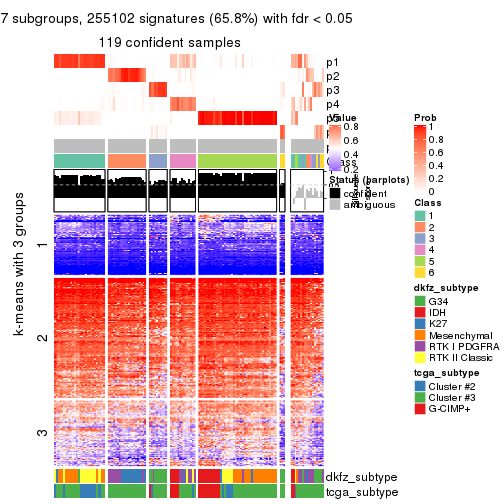 7 subgroups, 255102 signatures (65.8%) with fdr < 0.05
119 confident samples
p1
p2
p3
p4
k-means with 3 groups
1
2
3
Value
0.8
0.6
0.4
0.2
Status (barplots)
confident
ambiguous
Prob
1
0.8
0.6
0.4
0.2
0
Class
1
2
3
4
5
6
dkfz_subtype
G34
IDH
K27
Mesenchymal
RTK I PDGFRA
RTK II Classic
tcga_subtype
Cluster #2
Cluster #3
G-CIMP+
dkfz_subtype
tcga_subtype